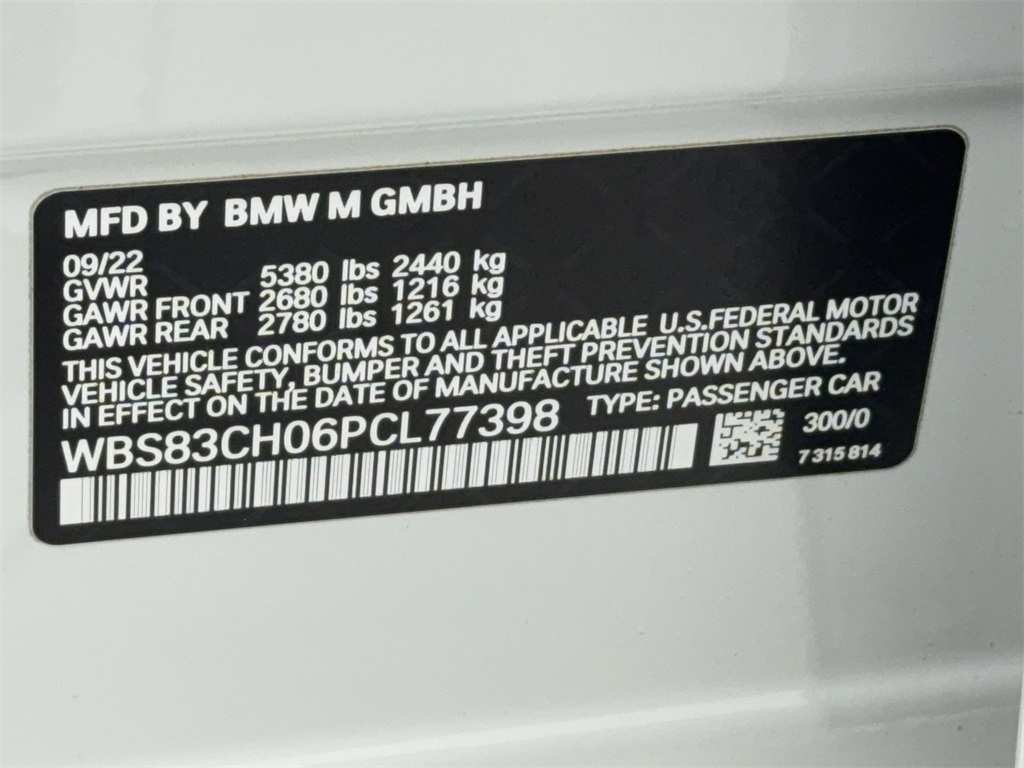 MFD BY BMW M GMBH
09/22
GVWR 5380 lbs 2440 kg
GAWR FRONT 2680 lbs 1216 kg
GAWR REAR 2780 lbs 1261 kg
THIS VEHICLE CONFORMS TO ALL APPLICABLE U.S.FEDERAL MOTOR
VEHICLE SAFETY, BUMPER AND THEFT PREVENTION STANDARDS
IN EFFECT ON THE DATE OF MANUFACTURE SHOWN ABOVE.
WBS83CH06PCL77398 TYPE: PASSENGER CAR
300/0
7 315 814